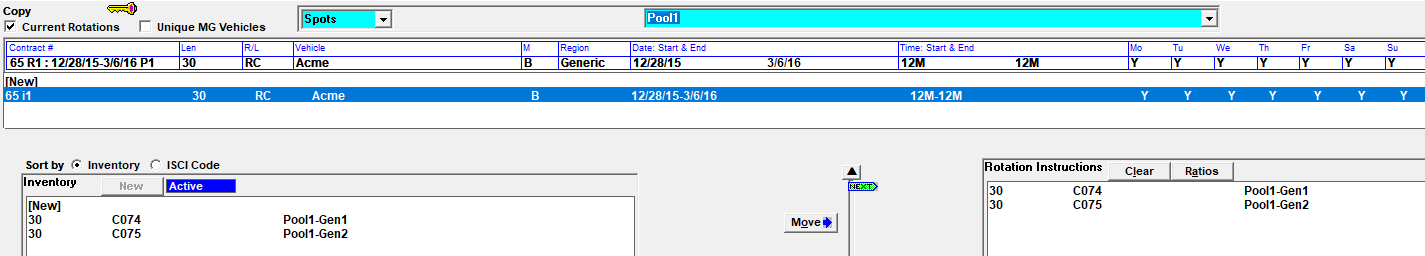 Copy
Current Rotations Unique MG Vehicles Spots Pool1
Contract # Len R/L Vehicle M Region Date: Start & End Time: Start & End Mo Tu We Th Fr Sa Su
65 R1 : 12/28/15-3/6/16 P1 30 RC Acme B Generic 12/28/15 3/6/16 12M 12M Y Y Y Y Y Y Y
[New]
65 i1 30 RC Acme B 12/28/15-3/6/16 12M-12M Y Y Y Y Y Y Y
Sort by Inventory ISCI Code
Inventory New Active
[New]
30 C074 Pool1-Gen1
30 C075 Pool1-Gen2
NEXT
Move
Rotation Instructions Clear Ratios
30 C074 Pool1-Gen1
30 C075 Pool1-Gen2